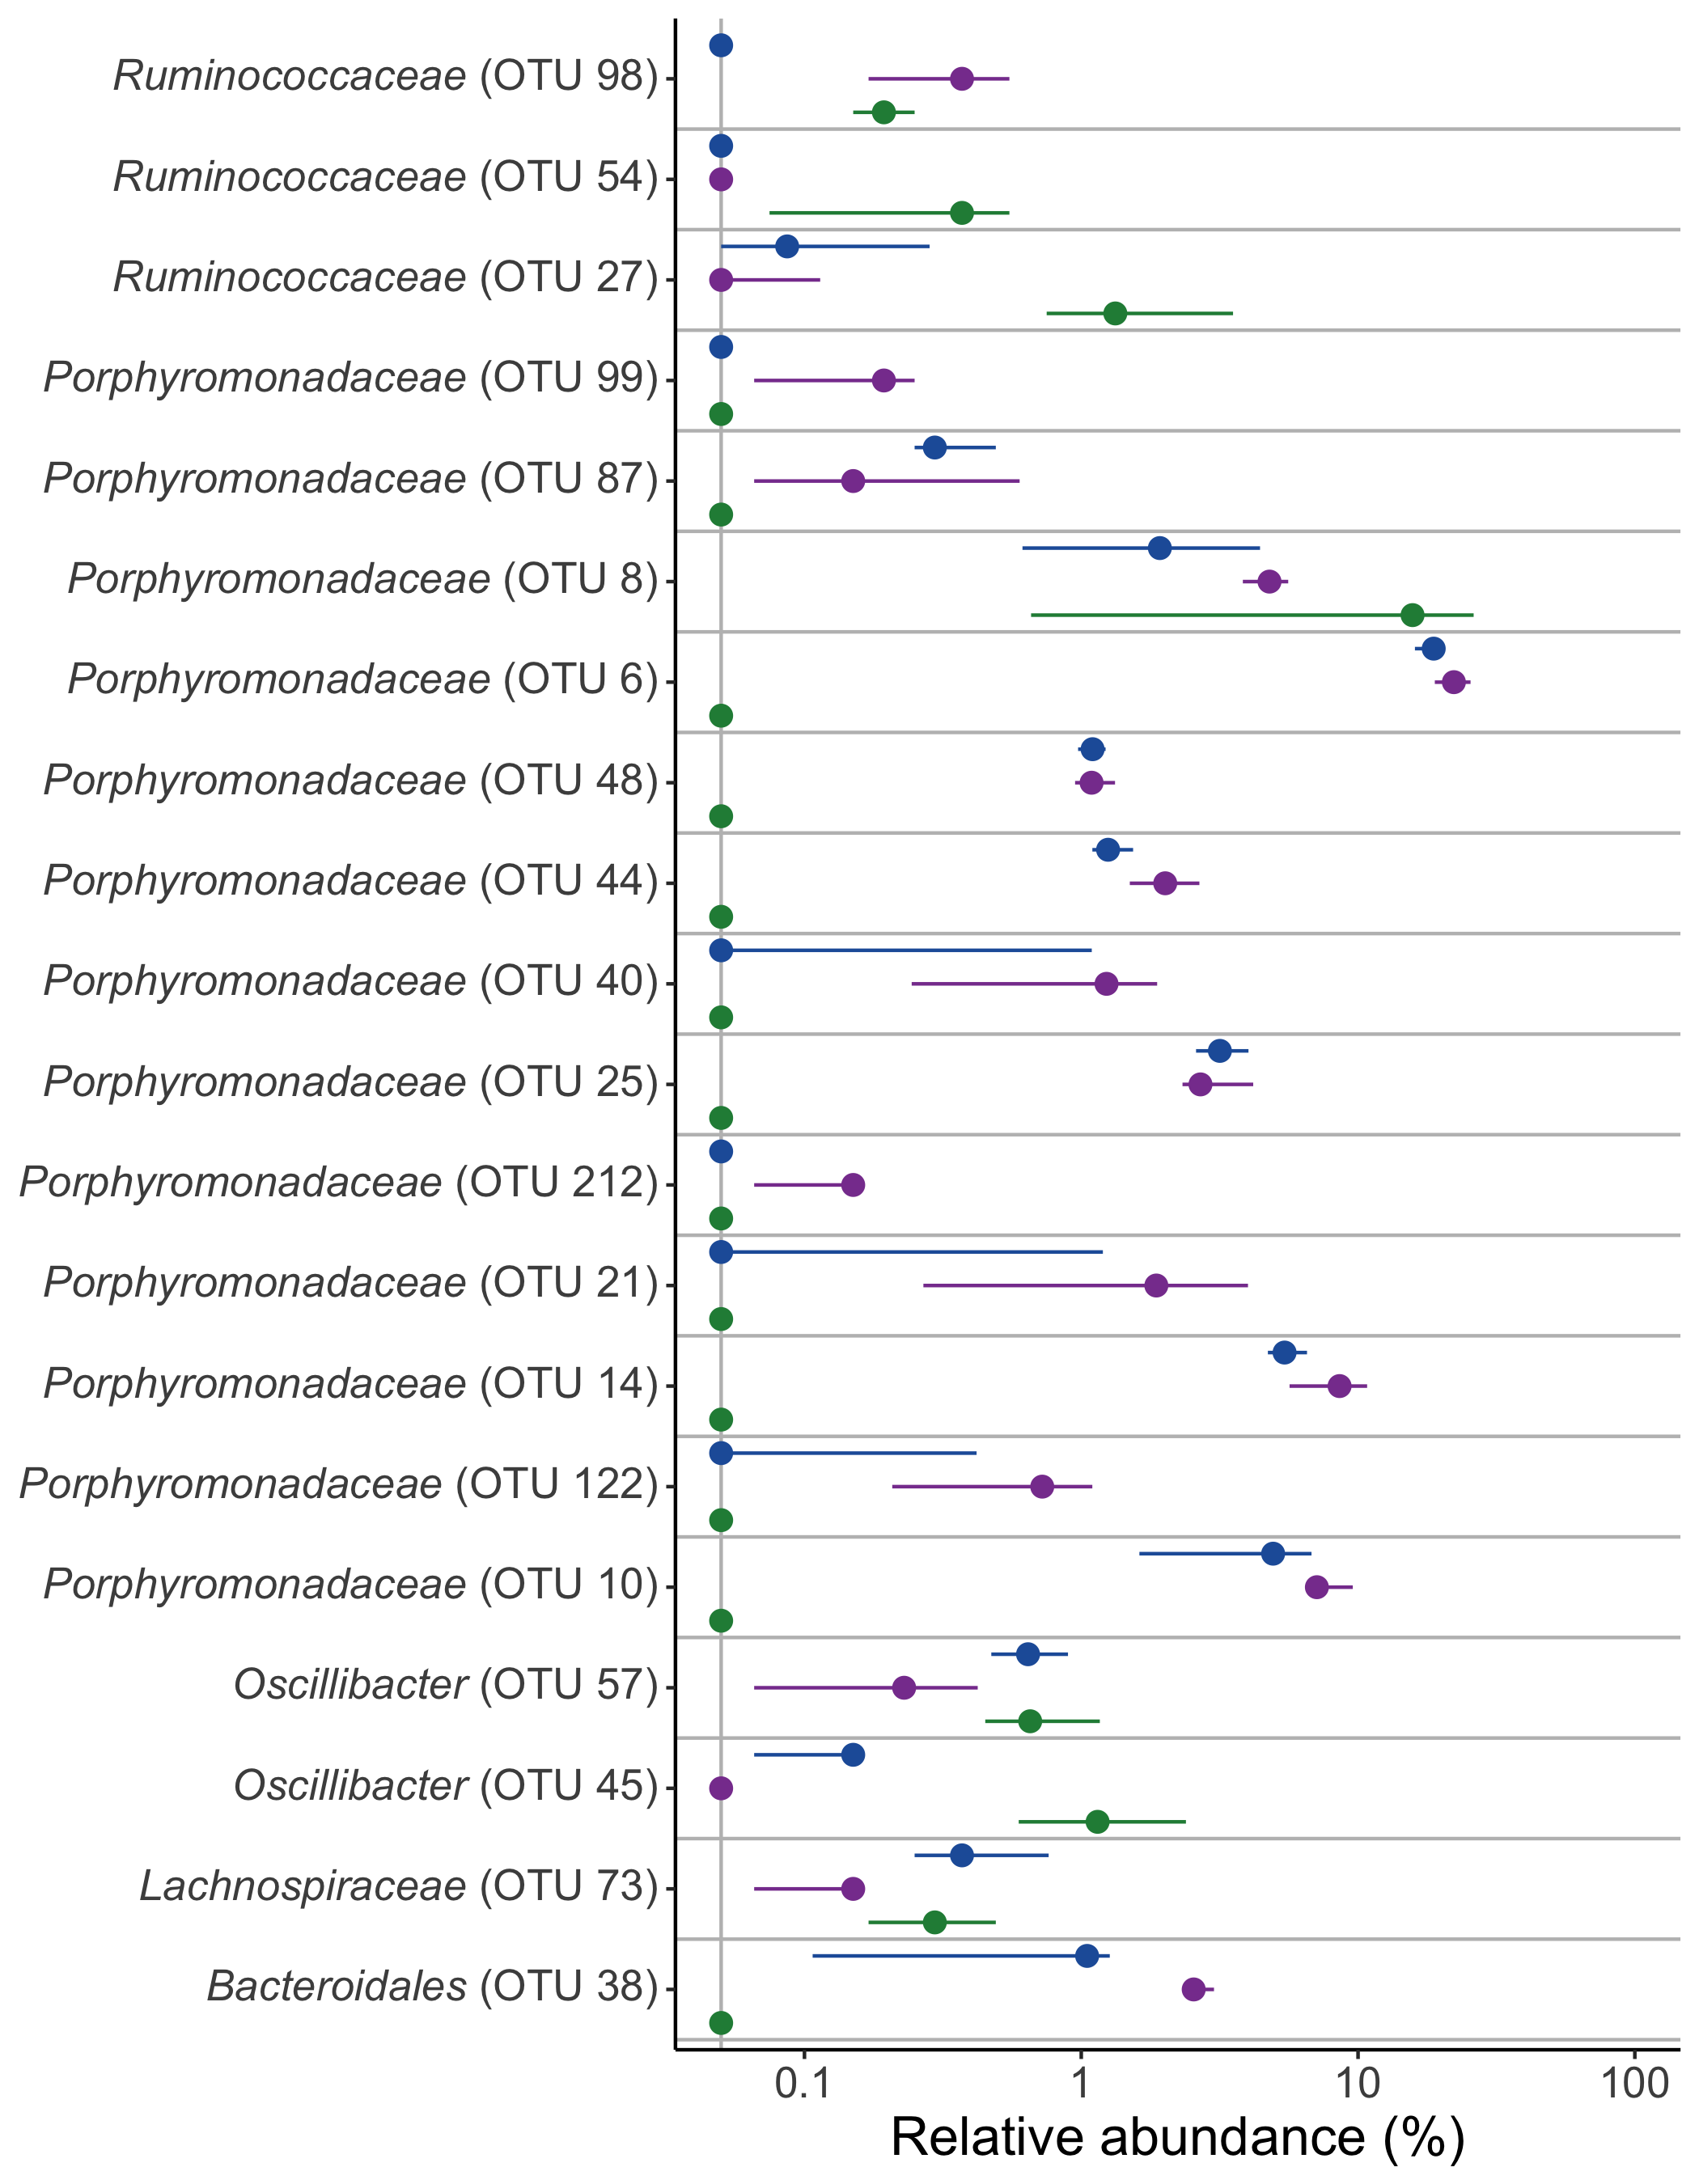 Ruminococcaceae (OTU 98)
Ruminococcaceae (OTU 54)
Ruminococcaceae (OTU 27)
Porphyromonadaceae (OTU 99)
Porphyromonadaceae (OTU 87)
Porphyromonadaceae (OTU 8)
Porphyromonadaceae (OTU 6)
Porphyromonadaceae (OTU 48)
Porphyromonadaceae (OTU 44)
Porphyromonadaceae (OTU 40)
Porphyromonadaceae (OTU 25)
Porphyromonadaceae (OTU 212)
Porphyromonadaceae (OTU 21)
Porphyromonadaceae (OTU 14)
Porphyromonadaceae (OTU 122)
Porphyromonadaceae (OTU 10)
Oscillibacter (OTU 57)
Oscillibacter (OTU 45)
Lachnospiraceae (OTU 73)
Bacteroidales (OTU 38)
0.1 1 10 100
Relative abundance (%)